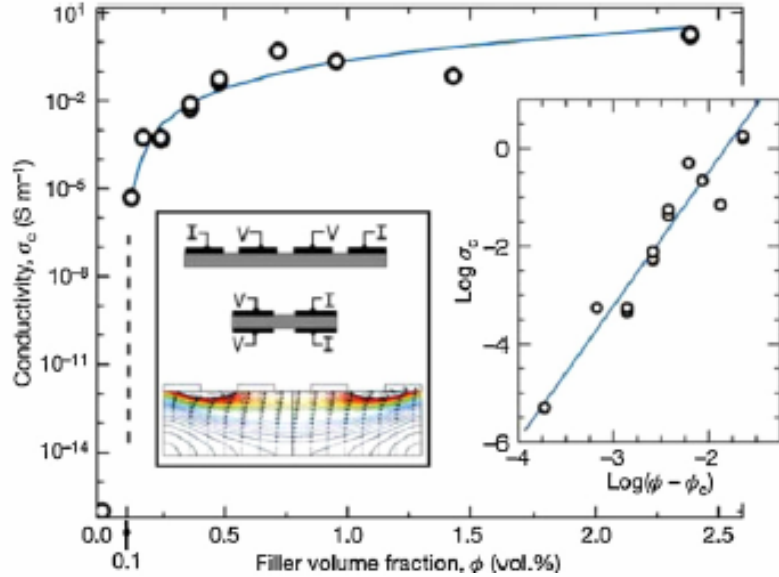 10¹
10⁻²
10⁻⁵
10⁻⁸
10⁻¹¹
10⁻¹⁴
Conductivity, σc (S m⁻¹)
I V V I
V I
V I
0.0 0.5 1.0 1.5 2.0 2.5
0.1
Filler volume fraction, ϕ (vol.%)
0
−2
−4
−6
Log σc
−4 −3 −2
Log(ϕ − ϕc)